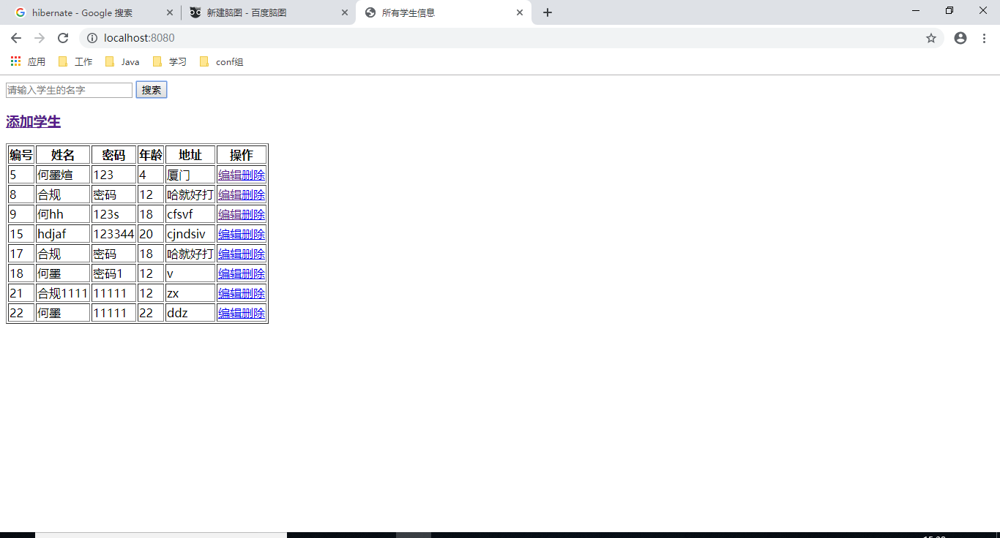 hibernate - Google 搜索
新建脑图 - 百度脑图
所有学生信息
localhost:8080
应用 工作 Java 学习 conf组
请输入学生的名字 搜索
添加学生
编号 姓名 密码 年龄 地址 操作
5 何墨煊 123 4 厦门 编辑删除
8 合规 密码 12 哈就好打 编辑删除
9 何hh 123s 18 cfsvf 编辑删除
15 hdjaf 123344 20 cjndsiv 编辑删除
17 合规 密码 18 哈就好打 编辑删除
18 何墨 密码1 12 v 编辑删除
21 合规1111 11111 12 zx 编辑删除
22 何墨 11111 22 ddz 编辑删除